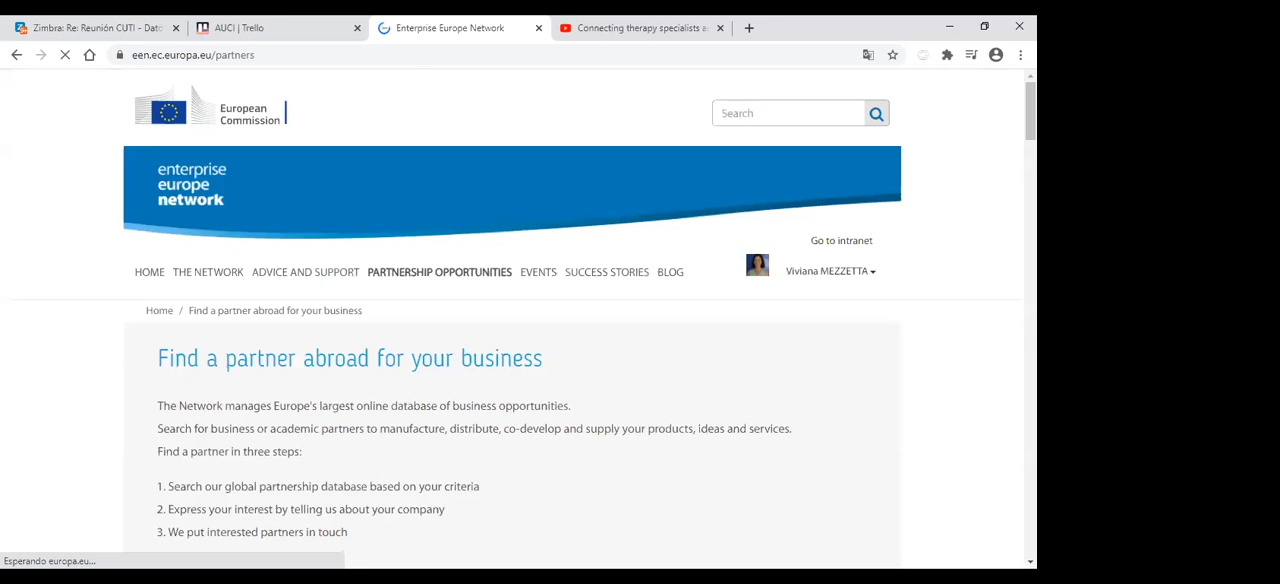 Zimbra: Re: Reunión CUTI - Dato
AUCI | Trello
Enterprise Europe Network
Connecting therapy specialists a
een.ec.europa.eu/partners
European
Commission
Search
enterprise
europe
network
Go to intranet
HOME THE NETWORK ADVICE AND SUPPORT PARTNERSHIP OPPORTUNITIES EVENTS SUCCESS STORIES BLOG
Viviana MEZZETTA
Home / Find a partner abroad for your business
Find a partner abroad for your business
The Network manages Europe's largest online database of business opportunities.
Search for business or academic partners to manufacture, distribute, co-develop and supply your products, ideas and services.
Find a partner in three steps:
1. Search our global partnership database based on your criteria
2. Express your interest by telling us about your company
3. We put interested partners in touch
Esperando europa.eu...